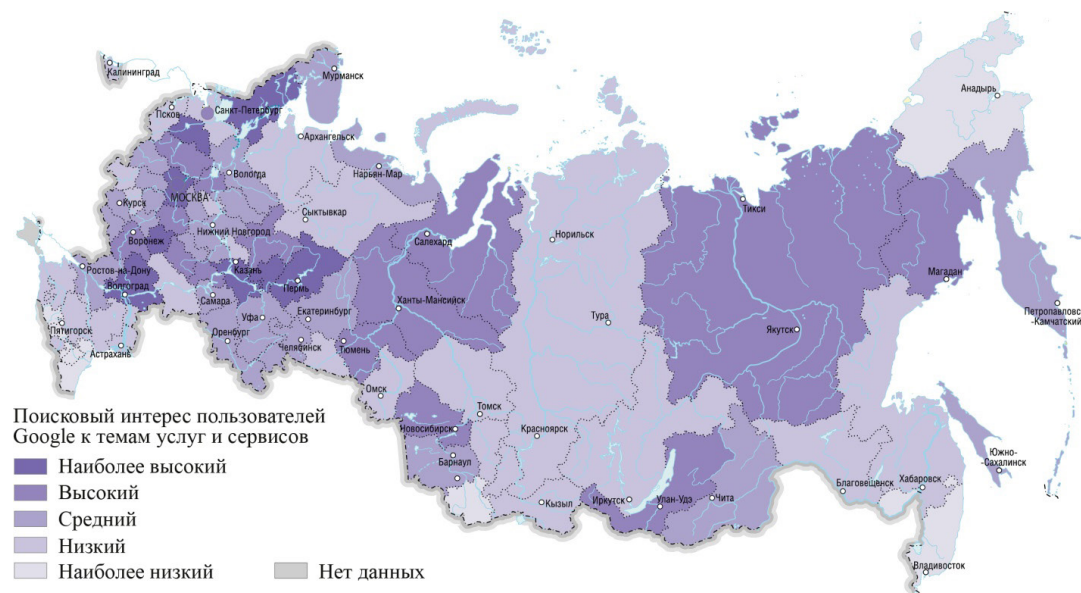 Калининград
Мурманск
Анадырь
Псков
Санкт-Петербург
Архангельск
Вологда
Нарьян-Мар
МОСКВА
Курск
Сыктывкар
Тикси
Нижний Новгород
Воронеж
Салехард
Норильск
Ростов-на-Дону
Казань
Магадан
Волгоград
Пермь
Самара
Ханты-Мансийск
Петропавловс
-Камчатский
Уфа
Екатеринбург
Тура
Якутск
Пятигорск
Оренбург
Челябинск
Тюмень
Астрахань
Омск
Томск
Новосибирск
Красноярск
Барнаул
Южно-
-Сахалинск
Благовещенск
Хабаровск
Кызыл
Иркутск
Улан-Удэ
Чита
Владивосток
Поисковый интерес пользователей
Google к темам услуг и сервисов
Наиболее высокий
Высокий
Средний
Низкий
Наиболее низкий
Нет данных